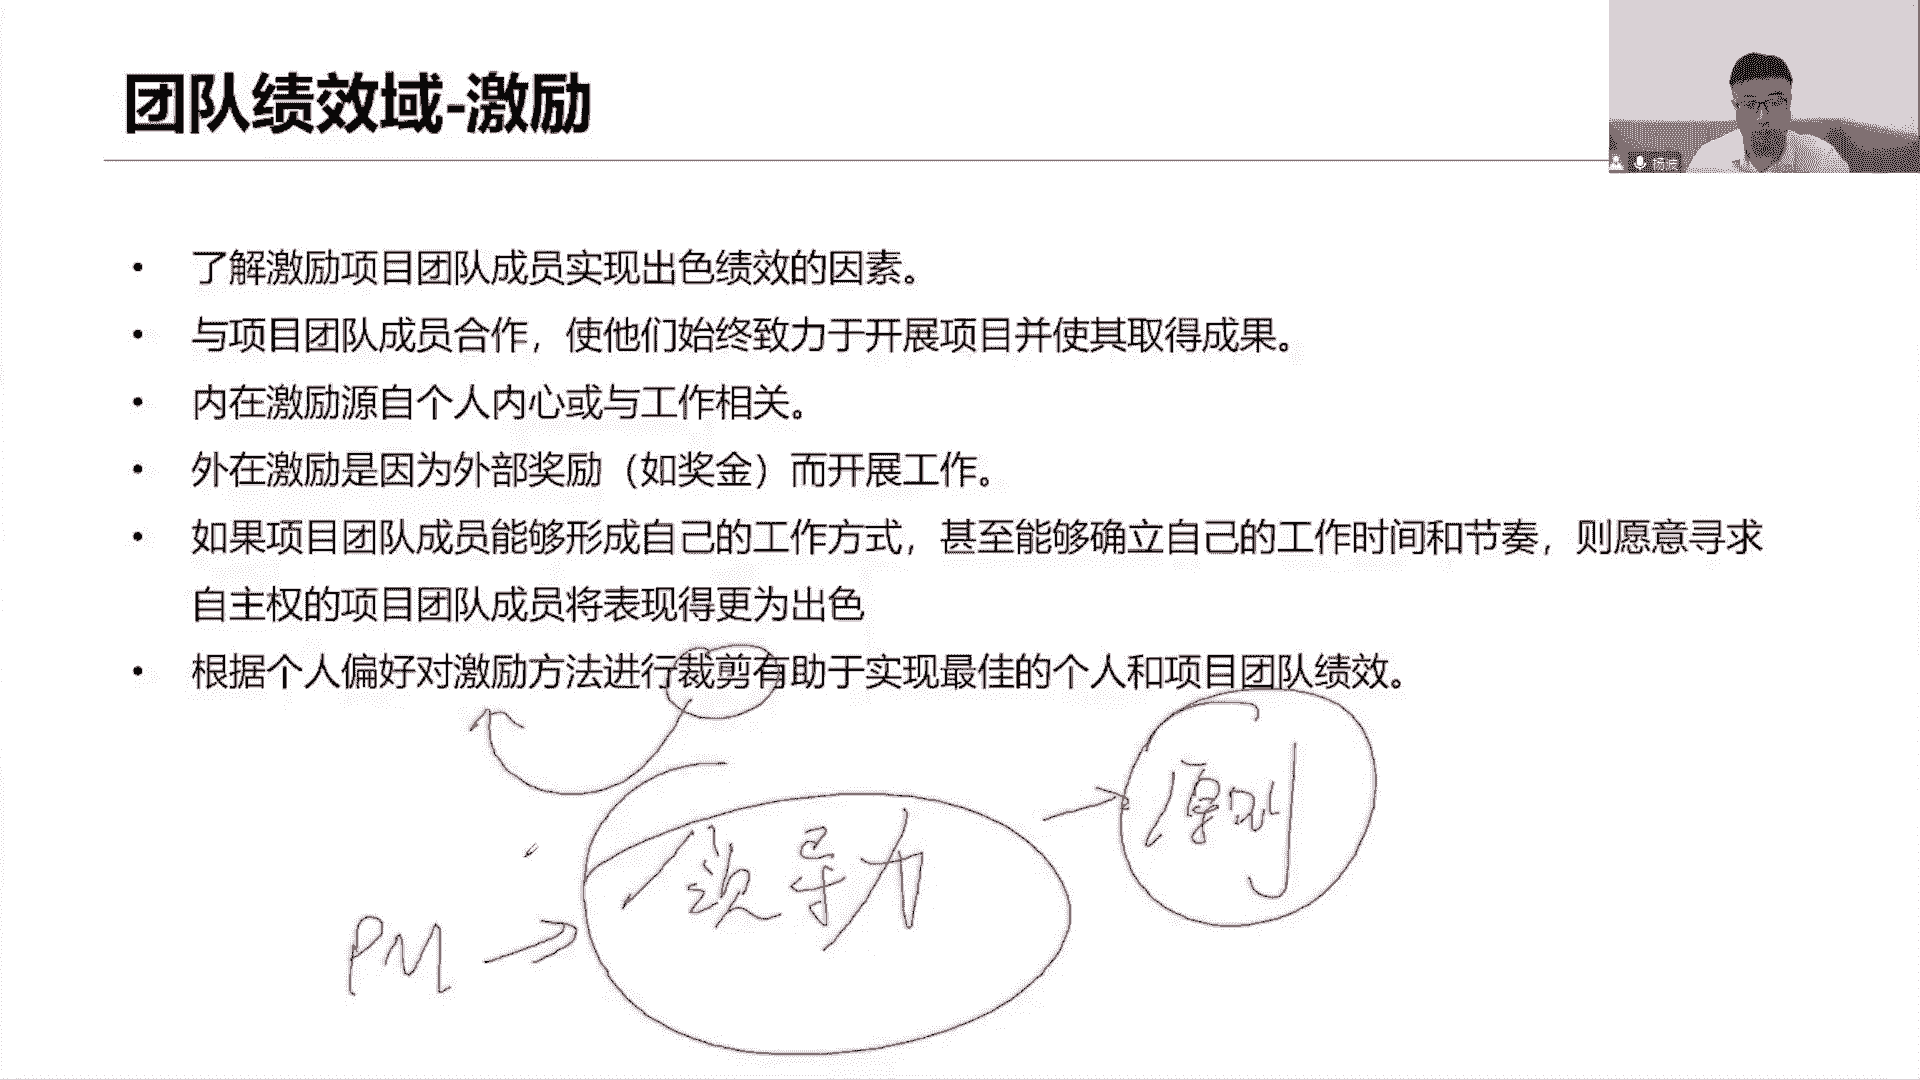 团队绩效域-激励
• 了解激励项目团队成员实现出色绩效的因素。
• 与项目团队成员合作，使他们始终致力于开展项目并使其取得成果。
• 内在激励源自个人内心或与工作相关。
• 外在激励是因为外部奖励（如奖金）而开展工作。
• 如果项目团队成员能够形成自己的工作方式，甚至能够确立自己的工作时间和节奏，则愿意寻求
自主权的项目团队成员将表现得更为出色
• 根据个人偏好对激励方法进行裁剪有助于实现最佳的个人和项目团队绩效。
原则
领导力
PM